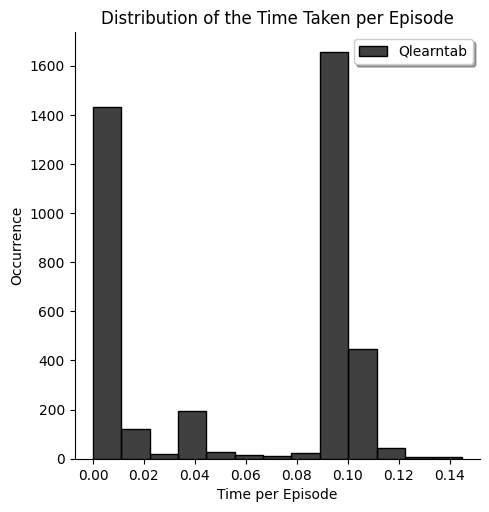 Distribution of the Time Taken per Episode
Qlearntab
1600
1400
1200
1000
800
600
400
200
0
Occurrence
0.00 0.02 0.04 0.06 0.08 0.10 0.12 0.14
Time per Episode